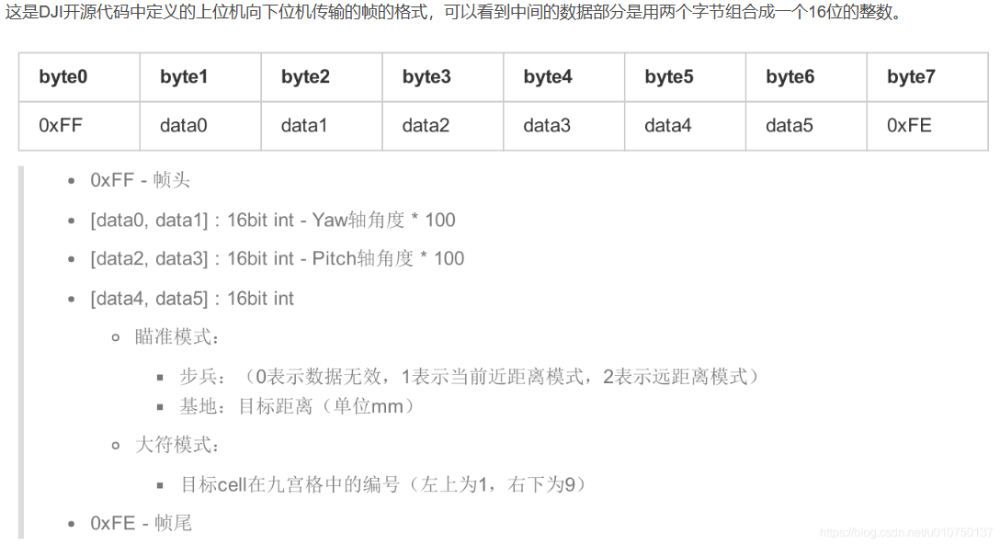 这是DJI开源代码中定义的上位机向下位机传输的帧的格式，可以看到中间的数据部分是用两个字节组合成一个16位的整数。
byte0 byte1 byte2 byte3 byte4 byte5 byte6 byte7
0xFF data0 data1 data2 data3 data4 data5 0xFE
0xFF - 帧头
[data0, data1] : 16bit int - Yaw轴角度 * 100
[data2, data3] : 16bit int - Pitch轴角度 * 100
[data4, data5] : 16bit int
瞄准模式：
步兵：（0表示数据无效，1表示当前近距离模式，2表示远距离模式）
基地：目标距离（单位mm）
大符模式：
目标cell在九宫格中的编号（左上为1，右下为9）
0xFE - 帧尾
https://blog.csdn.net/u010750137